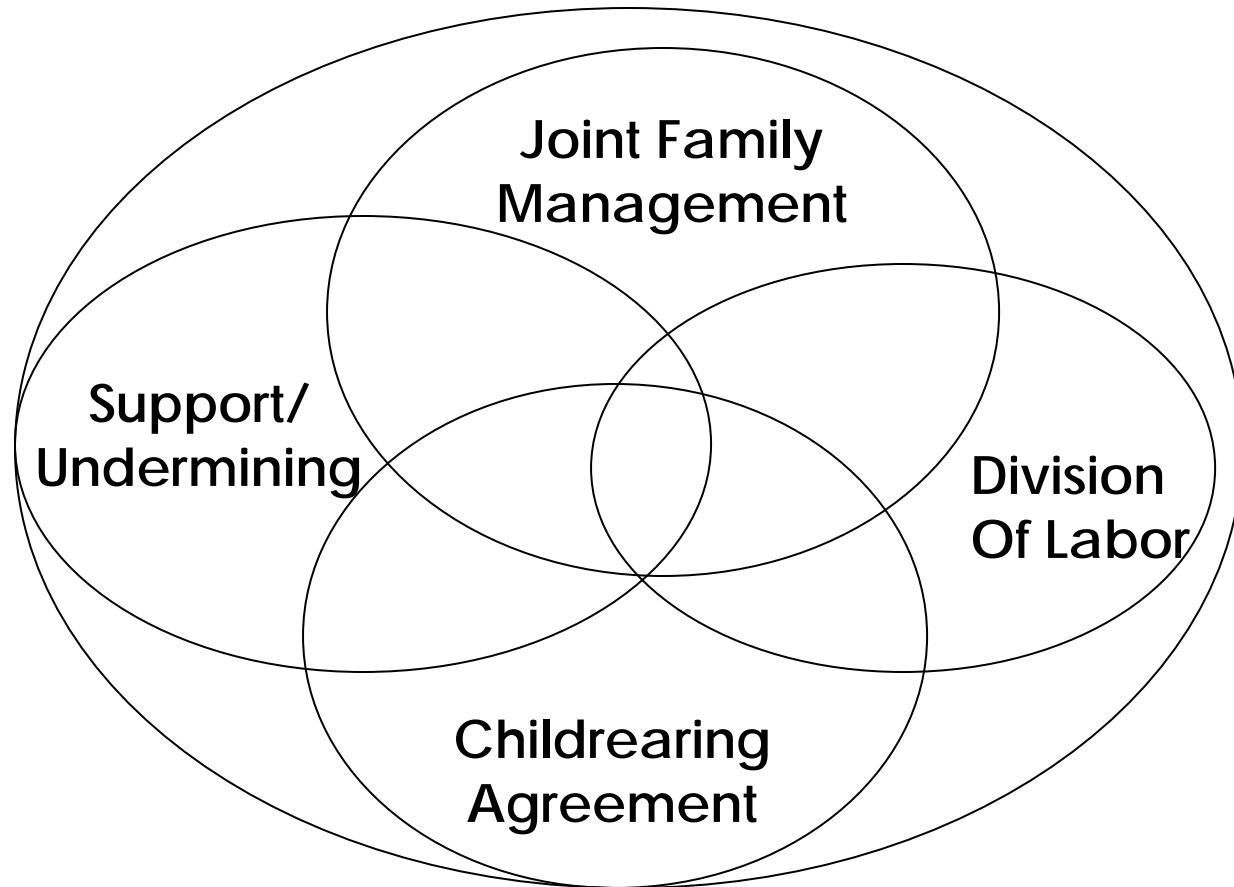 Joint Family
Management
Support/
Undermining
Division
Of Labor
Childrearing
Agreement